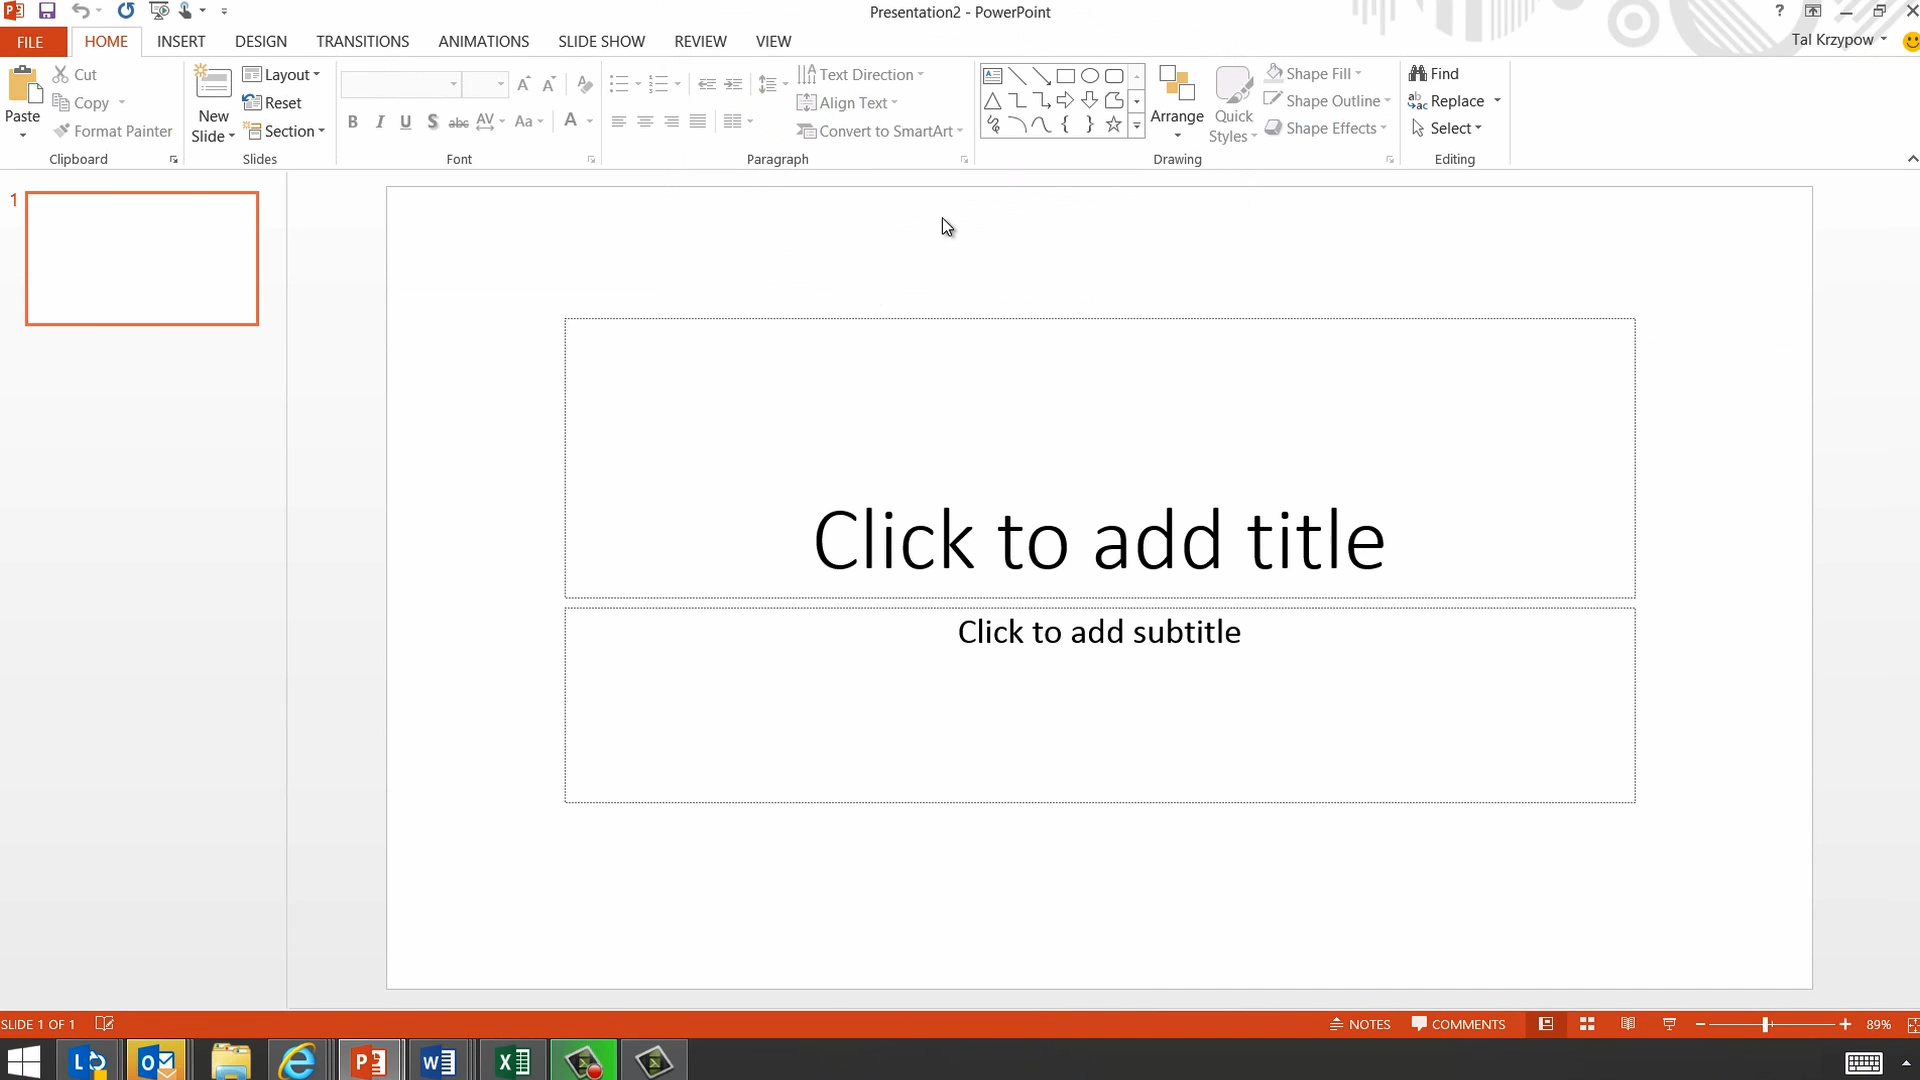 Presentation2 - PowerPoint
?
FILE HOME INSERT DESIGN TRANSITIONS ANIMATIONS SLIDE SHOW REVIEW VIEW
Tal Krzypow
Paste
Cut
Copy
Format Painter
Clipboard
New
Slide
Layout
Reset
Section
Slides
B I U S abc AV Aa A
Font
Text Direction
Align Text
Convert to SmartArt
Paragraph
Arrange
Quick
Styles
Shape Fill
Shape Outline
Shape Effects
Drawing
Find
Replace
Select
Editing
1
Click to add title
Click to add subtitle
SLIDE 1 OF 1
NOTES COMMENTS 89%